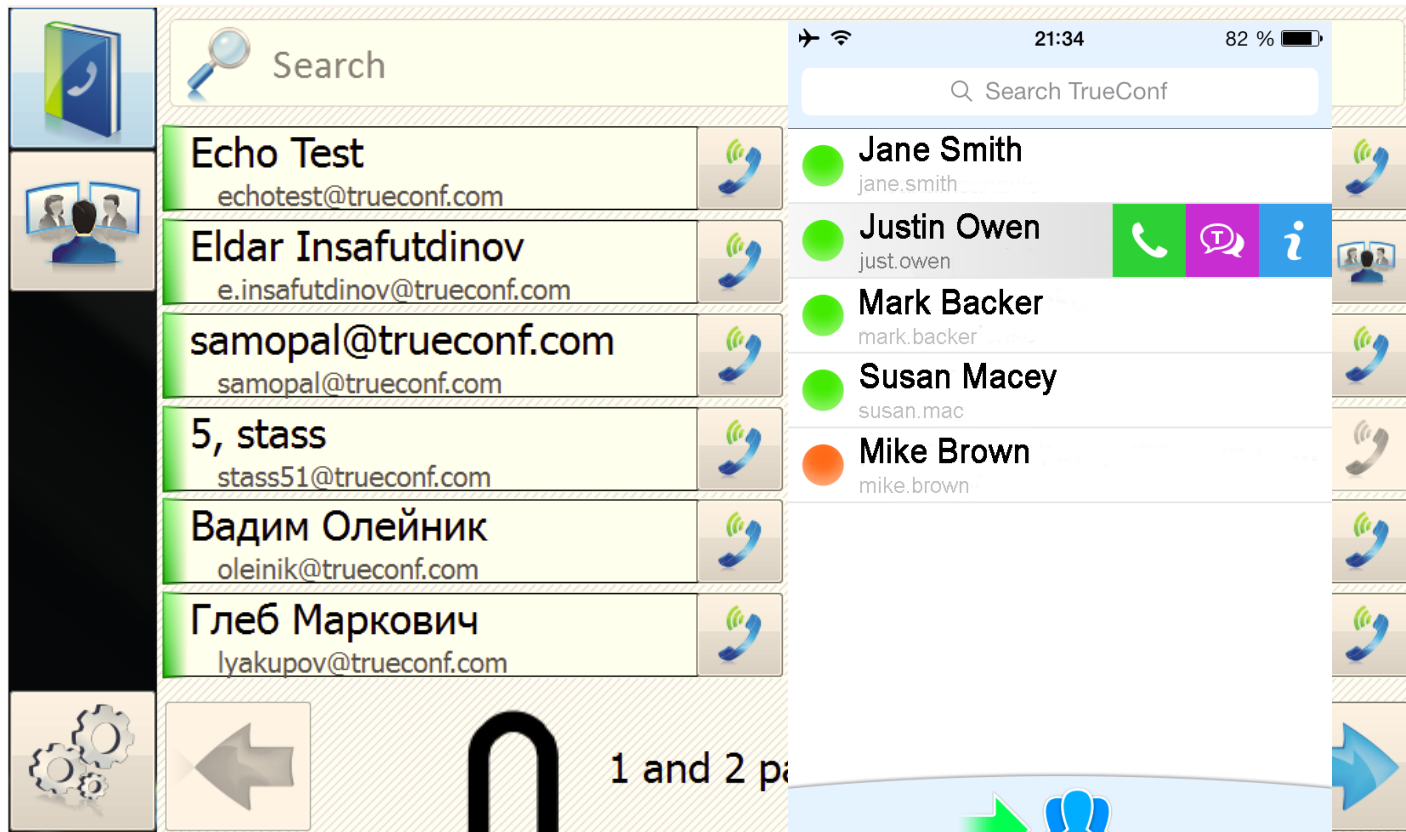 Search
Echo Test
echotest@trueconf.com
Eldar Insafutdinov
e.insafutdinov@trueconf.com
samopal@trueconf.com
samopal@trueconf.com
5, stass
stass51@trueconf.com
Вадим Олейник
oleinik@trueconf.com
Глеб Маркович
lyakupov@trueconf.com
1 and 2 pa
21:34
82 %
Search TrueConf
Jane Smith
jane.smith
Justin Owen
just.owen
T
i
Mark Backer
mark.backer
Susan Macey
susan.mac
Mike Brown
mike.brown